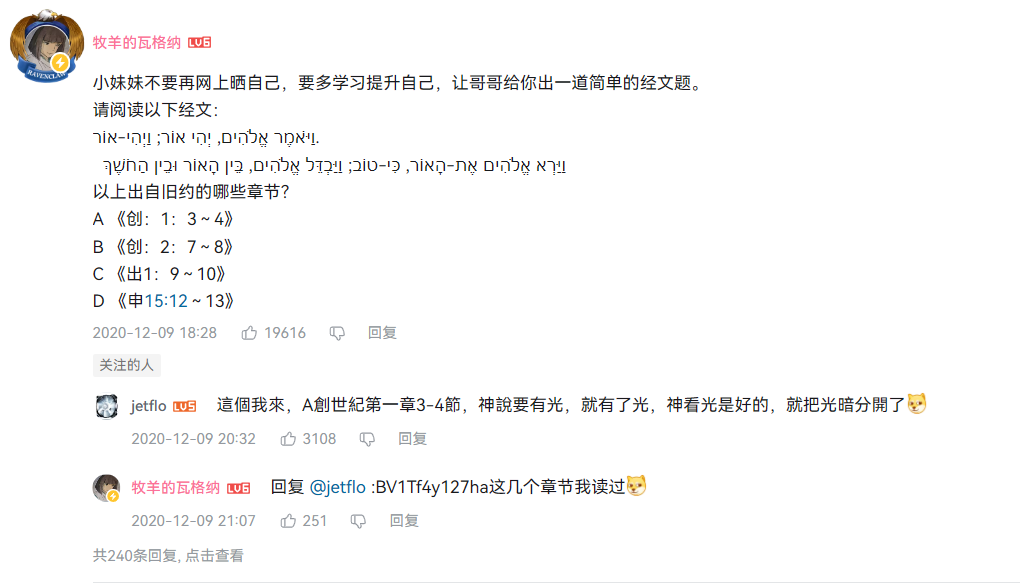 牧羊的瓦格纳 LV6
RAVENCLAW
小妹妹不要再网上晒自己，要多学习提升自己，让哥哥给你出一道简单的经文题。
请阅读以下经文：
וַיֹּאמֶר אֱלֹהִים, יְהִי אוֹר; וַיְהִי-אוֹר.
וַיַּרְא אֱלֹהִים אֶת-הָאוֹר, כִּי-טוֹב; וַיַּבְדֵּל אֱלֹהִים, בֵּין הָאוֹר וּבֵין הַחֹשֶׁךְ
以上出自旧约的哪些章节？
A 《创：1：3～4》
B 《创：2：7～8》
C 《出1：9～10》
D 《申15:12～13》
2020-12-09 18:28 19616 回复
关注的人
jetflo LV5 這個我來，A創世紀第一章3-4節，神說要有光，就有了光，神看光是好的，就把光暗分開了
2020-12-09 20:32 3108 回复
牧羊的瓦格纳 LV6 回复 @jetflo :BV1Tf4y127ha这几个章节我读过
2020-12-09 21:07 251 回复
共240条回复, 点击查看